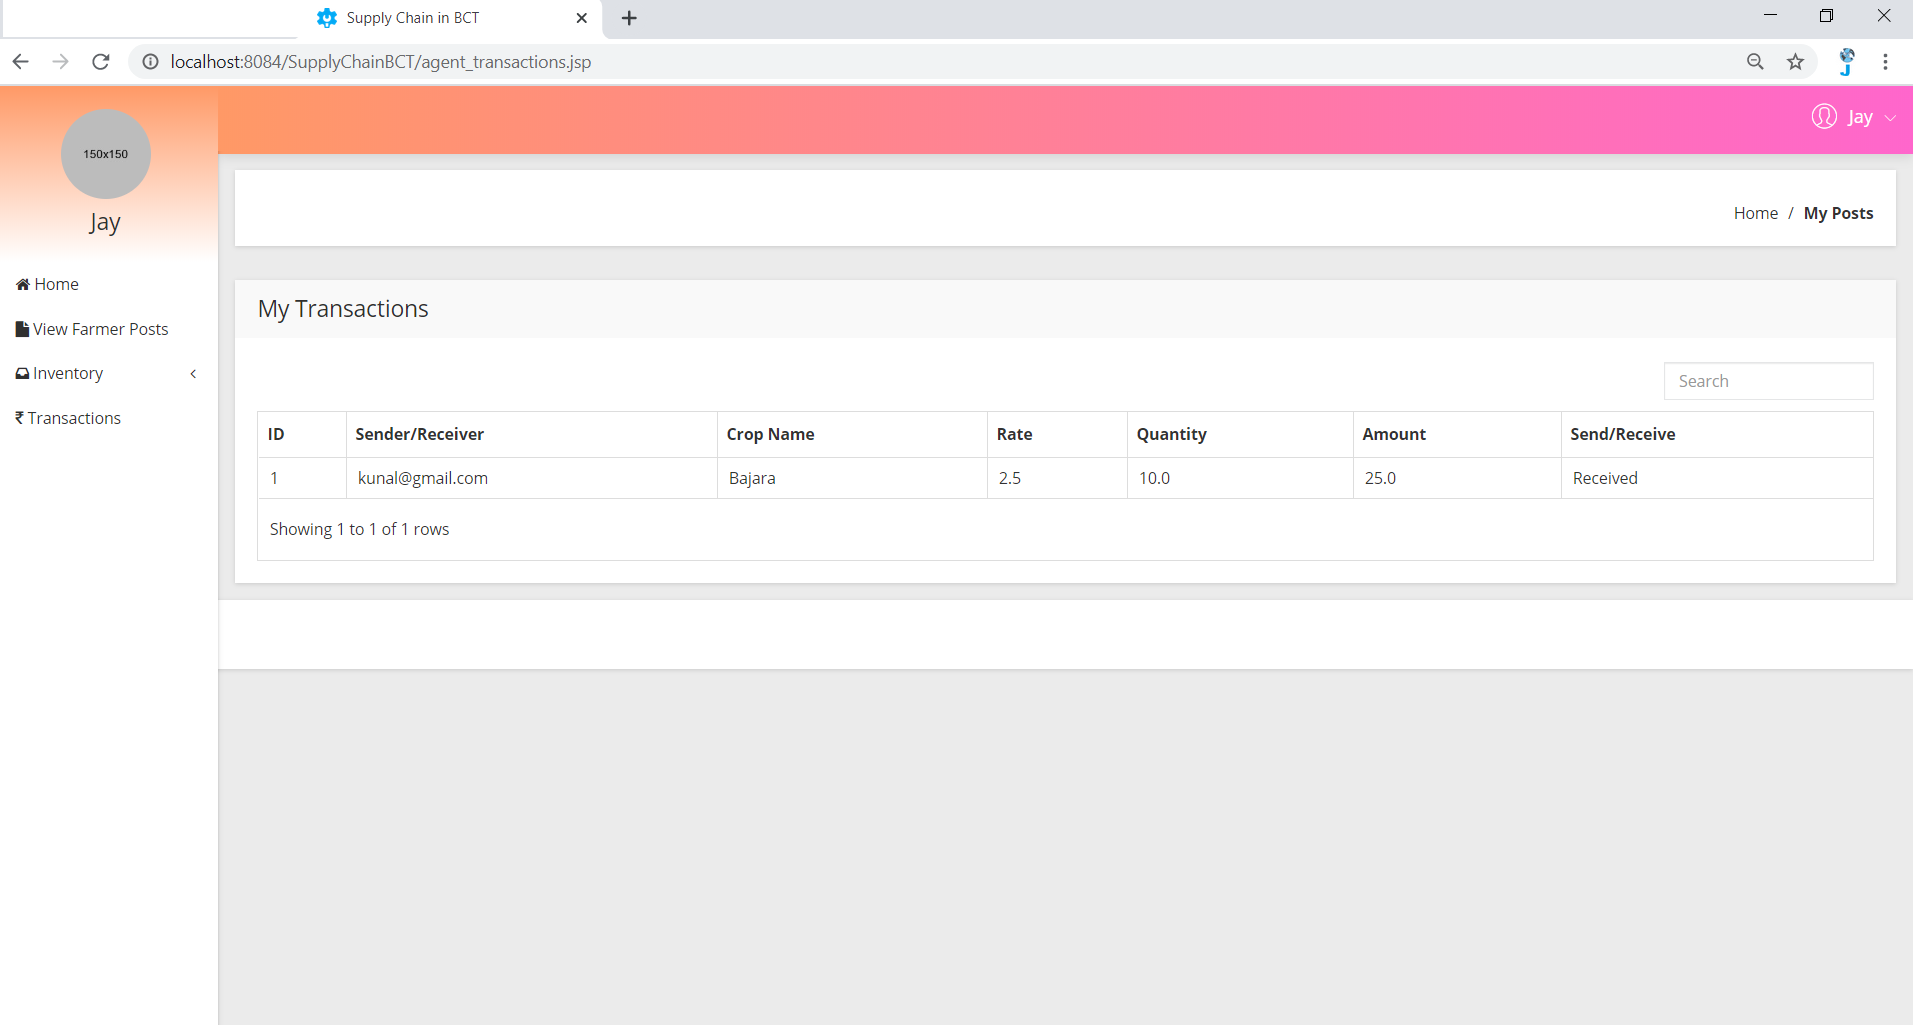 Supply Chain in BCT
localhost:8084/SupplyChainBCT/agent_transactions.jsp
Jay
150x150
Jay
Home / My Posts
Home
View Farmer Posts
Inventory
Transactions
My Transactions
Search
ID Sender/Receiver Crop Name Rate Quantity Amount Send/Receive
1 kunal@gmail.com Bajara 2.5 10.0 25.0 Received
Showing 1 to 1 of 1 rows